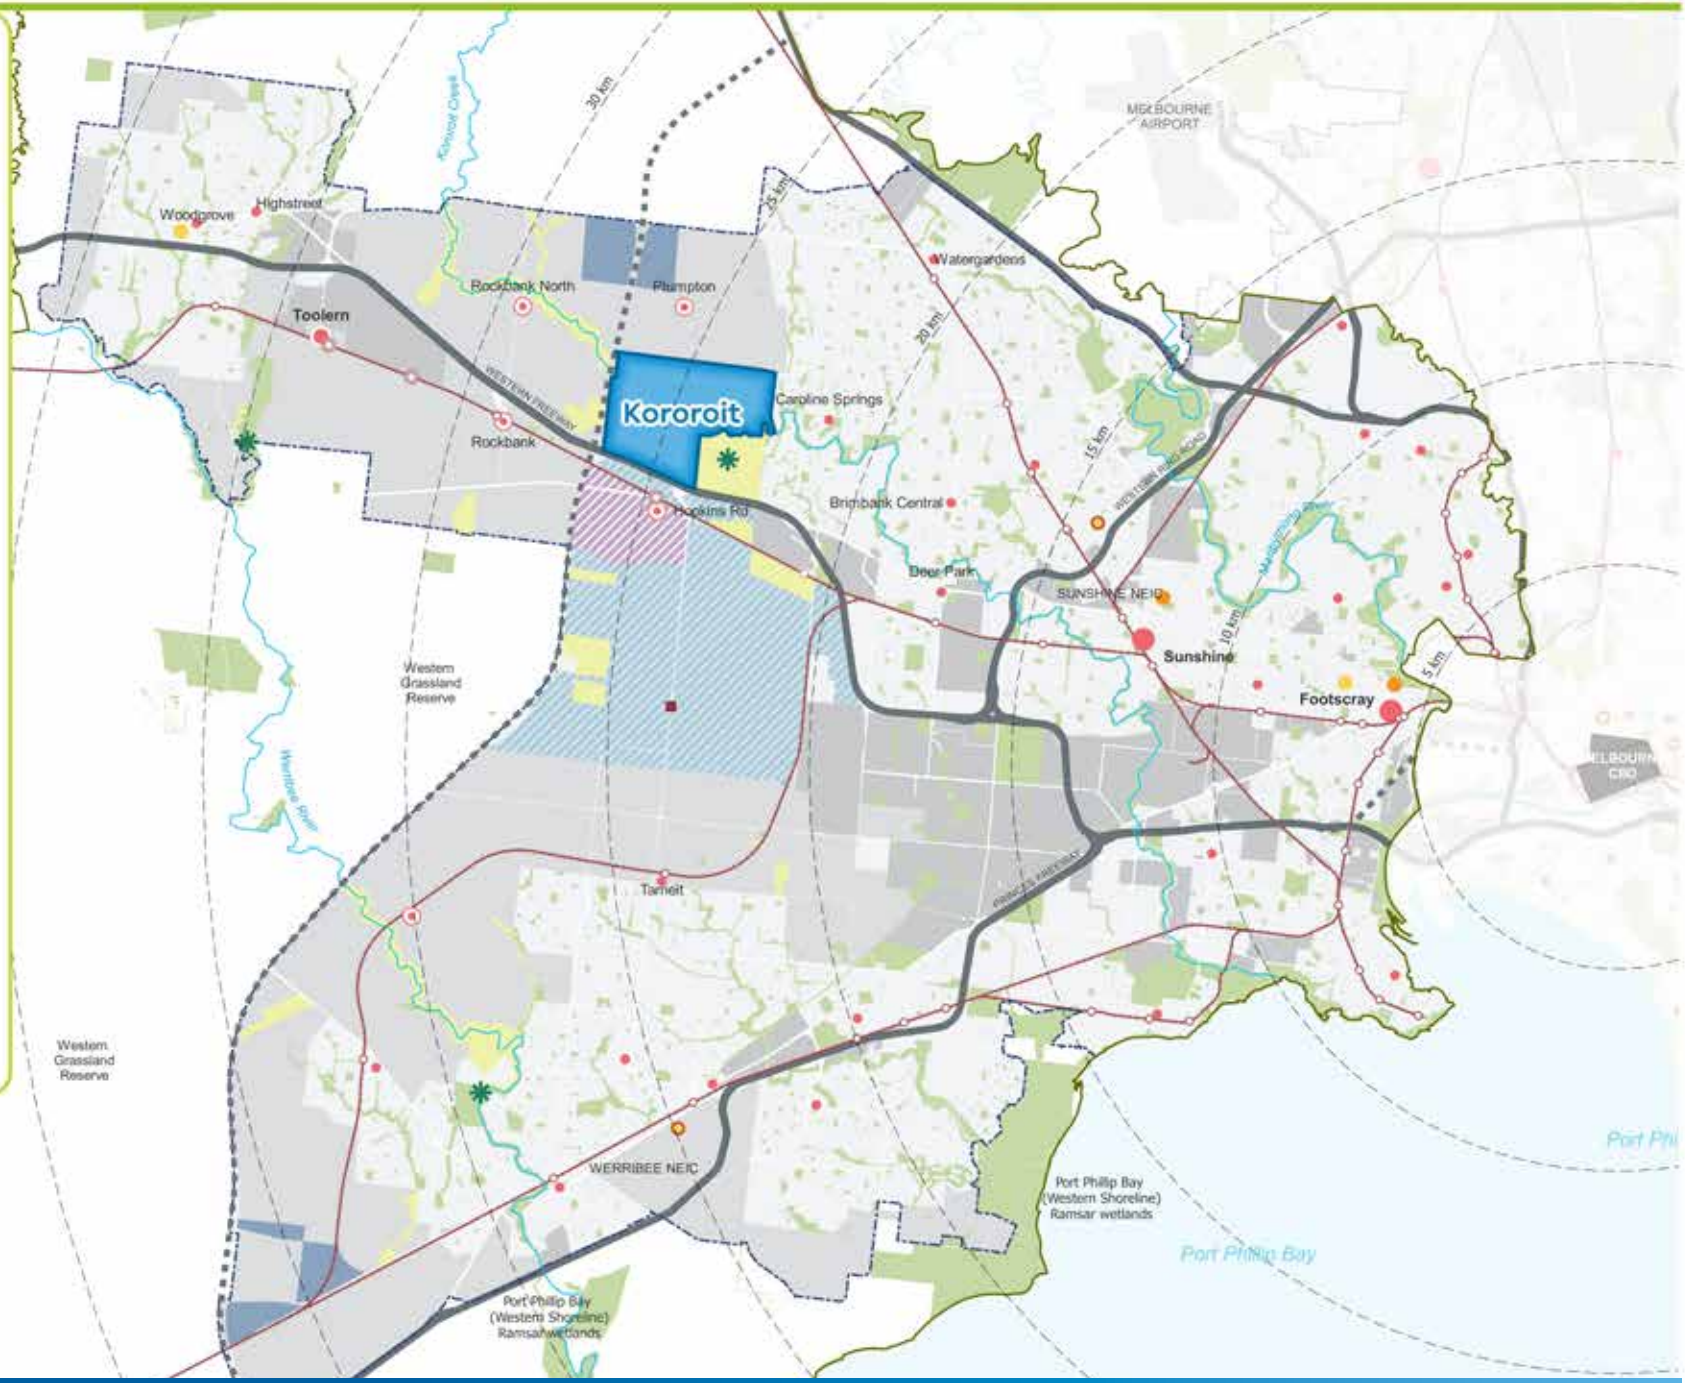 30 km
Kororoit Creek
MELBOURNE
AIRPORT
25 km
Woodgrove
Highstreet
Watergardens
Rockbank North
Plumpton
Toolern
20 km
WESTERN FREEWAY
Kororoit
Caroline Springs
Rockbank
15 km
WESTERN RING ROAD
Brimbank Central
Hopkins Rd
Maribyrnong River
Deer Park
SUNSHINE NEIC
10 km
Sunshine
5 km
Western
Grassland
Reserve
Footscray
ELBOURN
CBD
Werribee River
PRINCES FREEWAY
Tarneit
Western
Grassland
Reserve
Port Phi
WERRIBEE NEIC
Port Phillip Bay
(Western Shoreline)
Ramsar wetlands
Port Phillip Bay
Port Phillip Bay
(Western Shoreline)
Ramsar wetlands